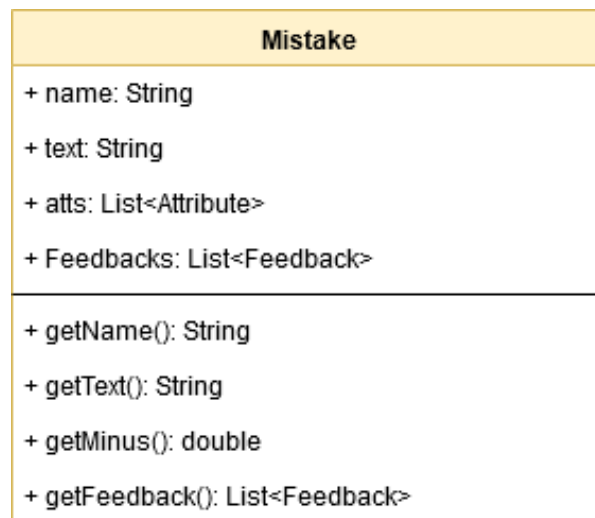 Mistake
+ name: String
+ text: String
+ atts: List<Attribute>
+ Feedbacks: List<Feedback>
+ getName(): String
+ getText(): String
+ getMinus(): double
+ getFeedback(): List<Feedback>